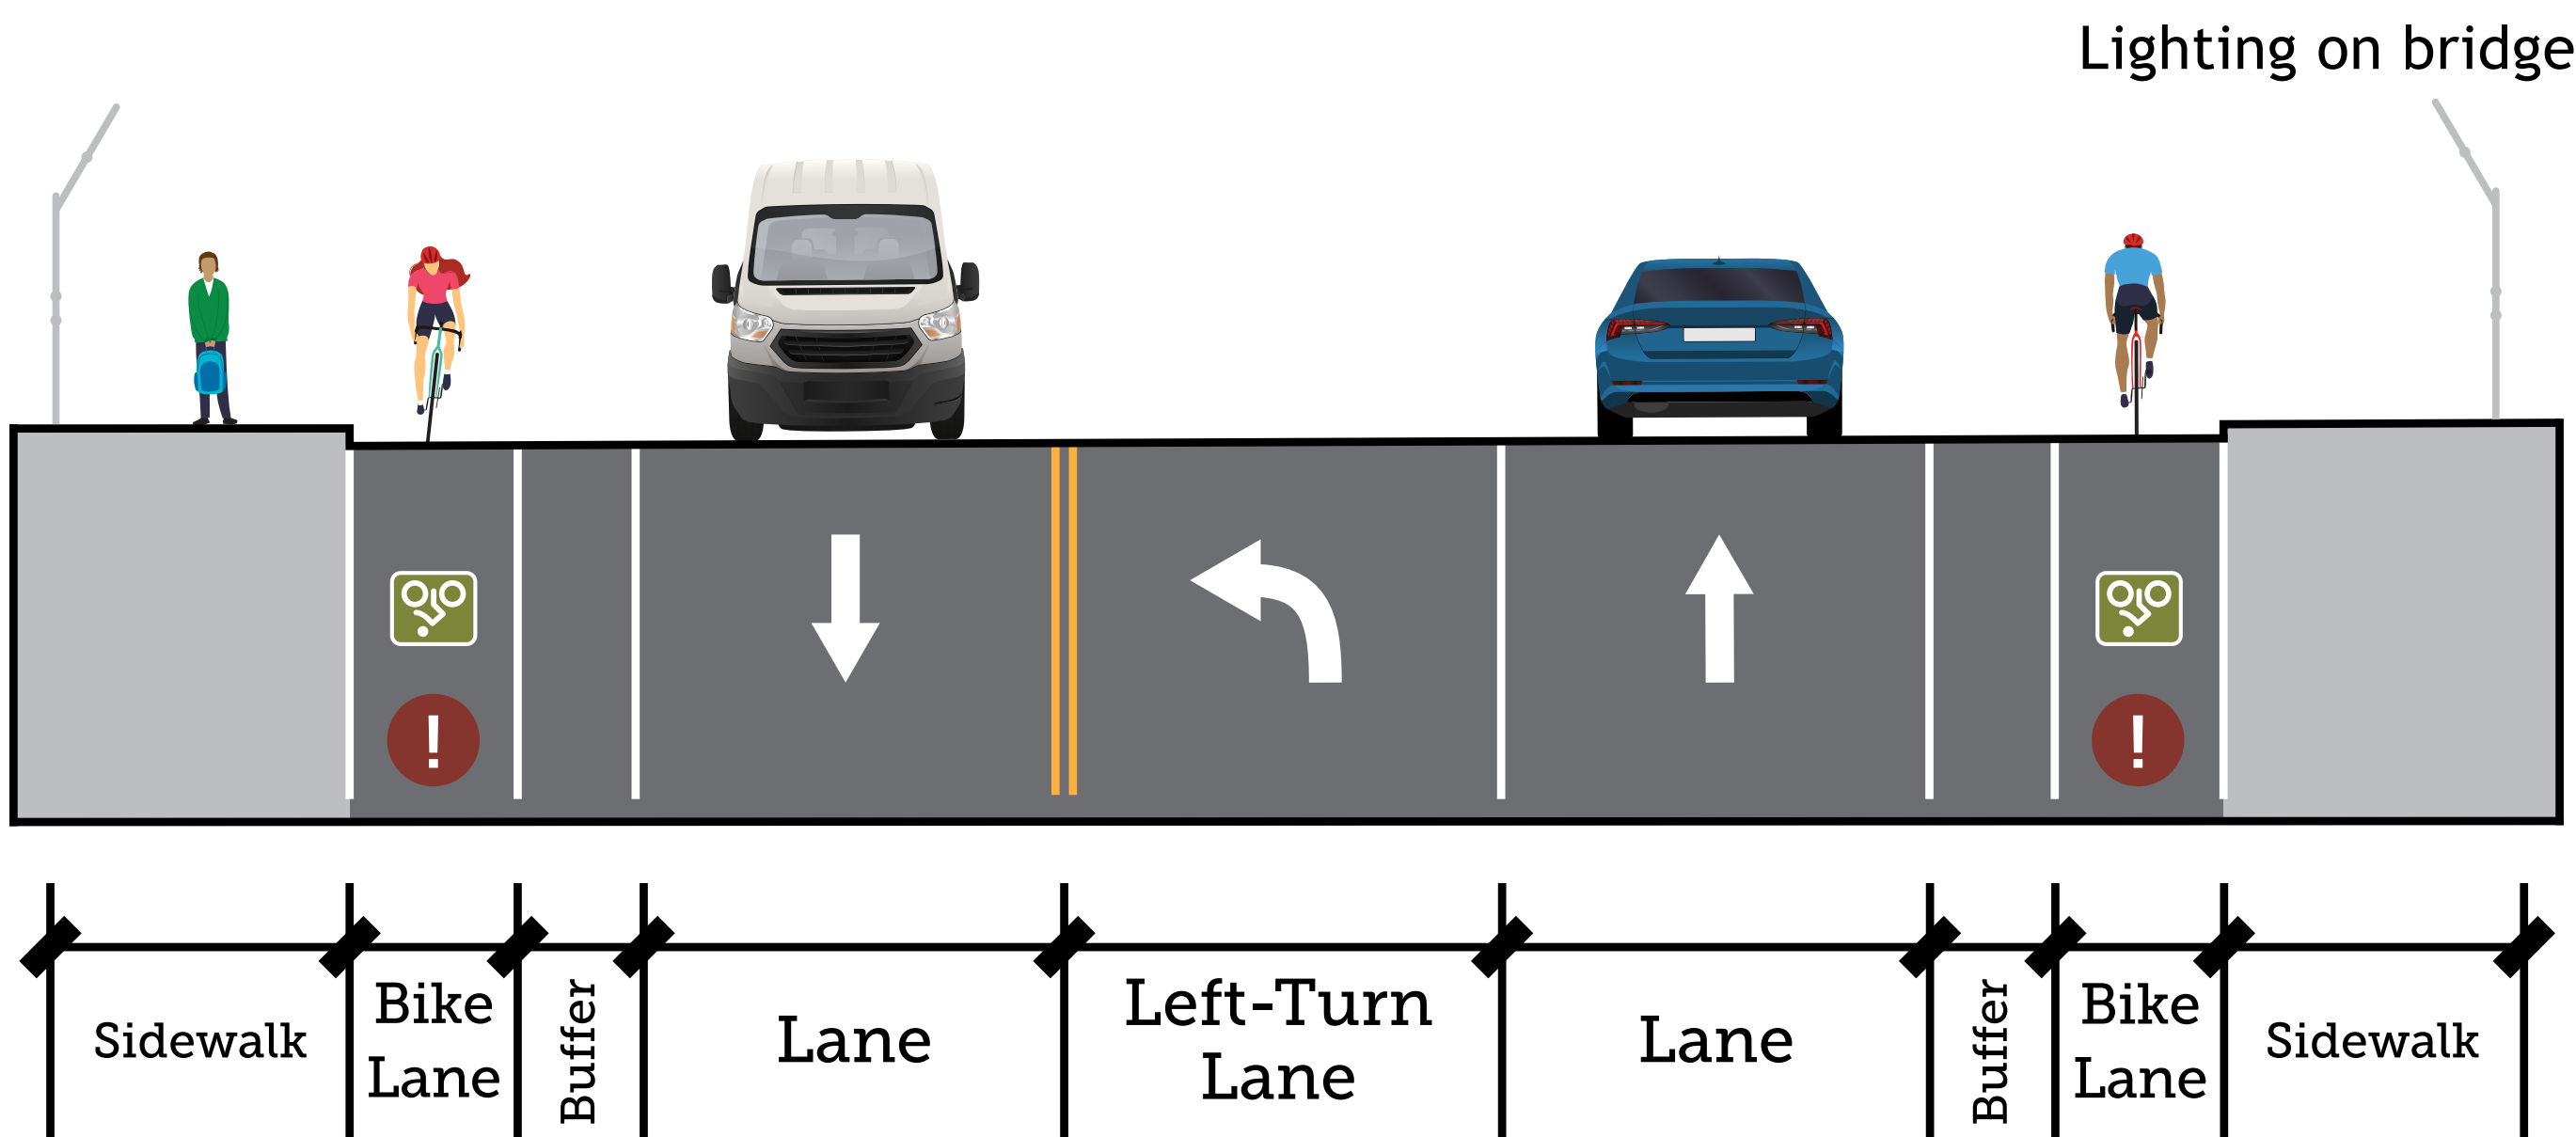 Lighting on bridge
!
!
Sidewalk
Bike
Lane
Buffer
Lane
Left-Turn
Lane
Lane
Buffer
Bike
Lane
Sidewalk